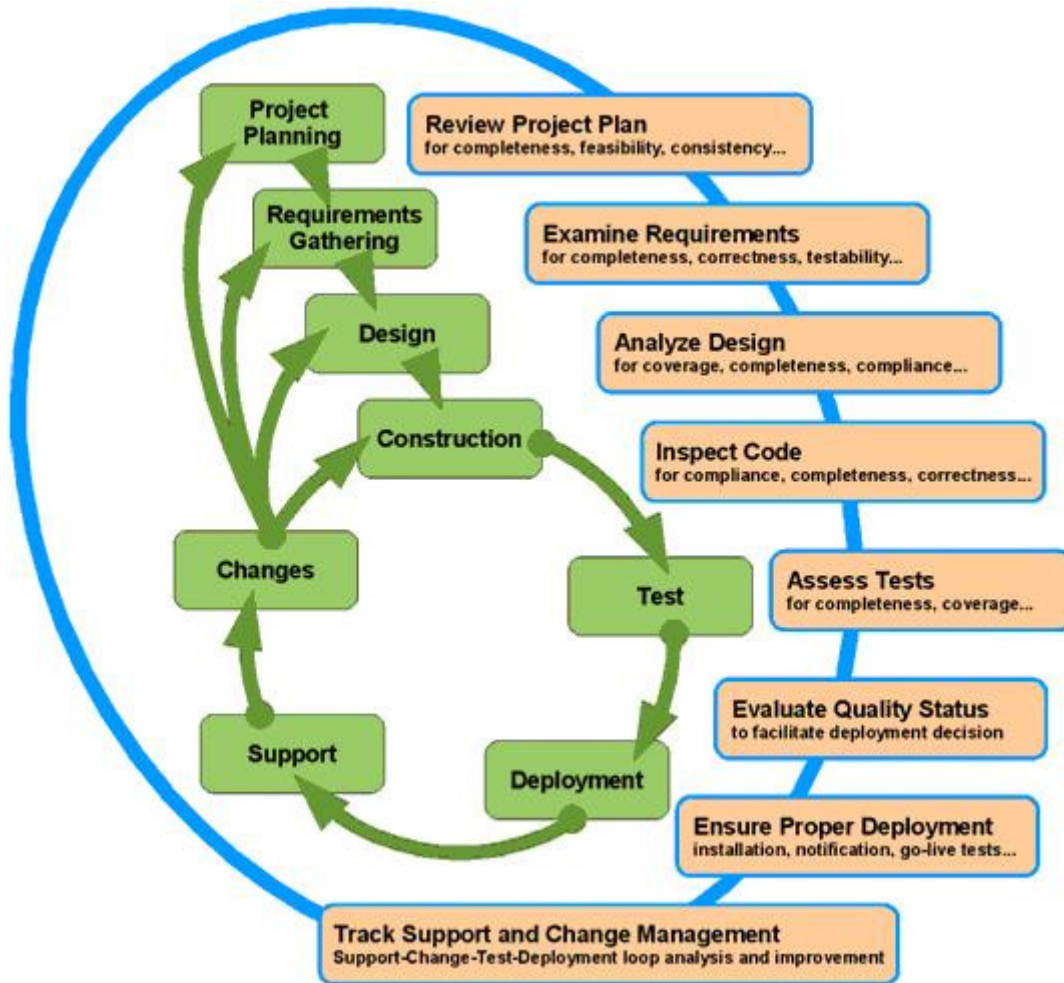 Project
Planning
Requirements
Gathering
Design
Construction
Changes
Test
Support
Deployment
Review Project Plan
for completeness, feasibility, consistency...
Examine Requirements
for completeness, correctness, testability...
Analyze Design
for coverage, completeness, compliance...
Inspect Code
for compliance, completeness, correctness...
Assess Tests
for completeness, coverage...
Evaluate Quality Status
to facilitate deployment decision
Ensure Proper Deployment
installation, notification, go-live tests...
Track Support and Change Management
Support-Change-Test-Deployment loop analysis and improvement